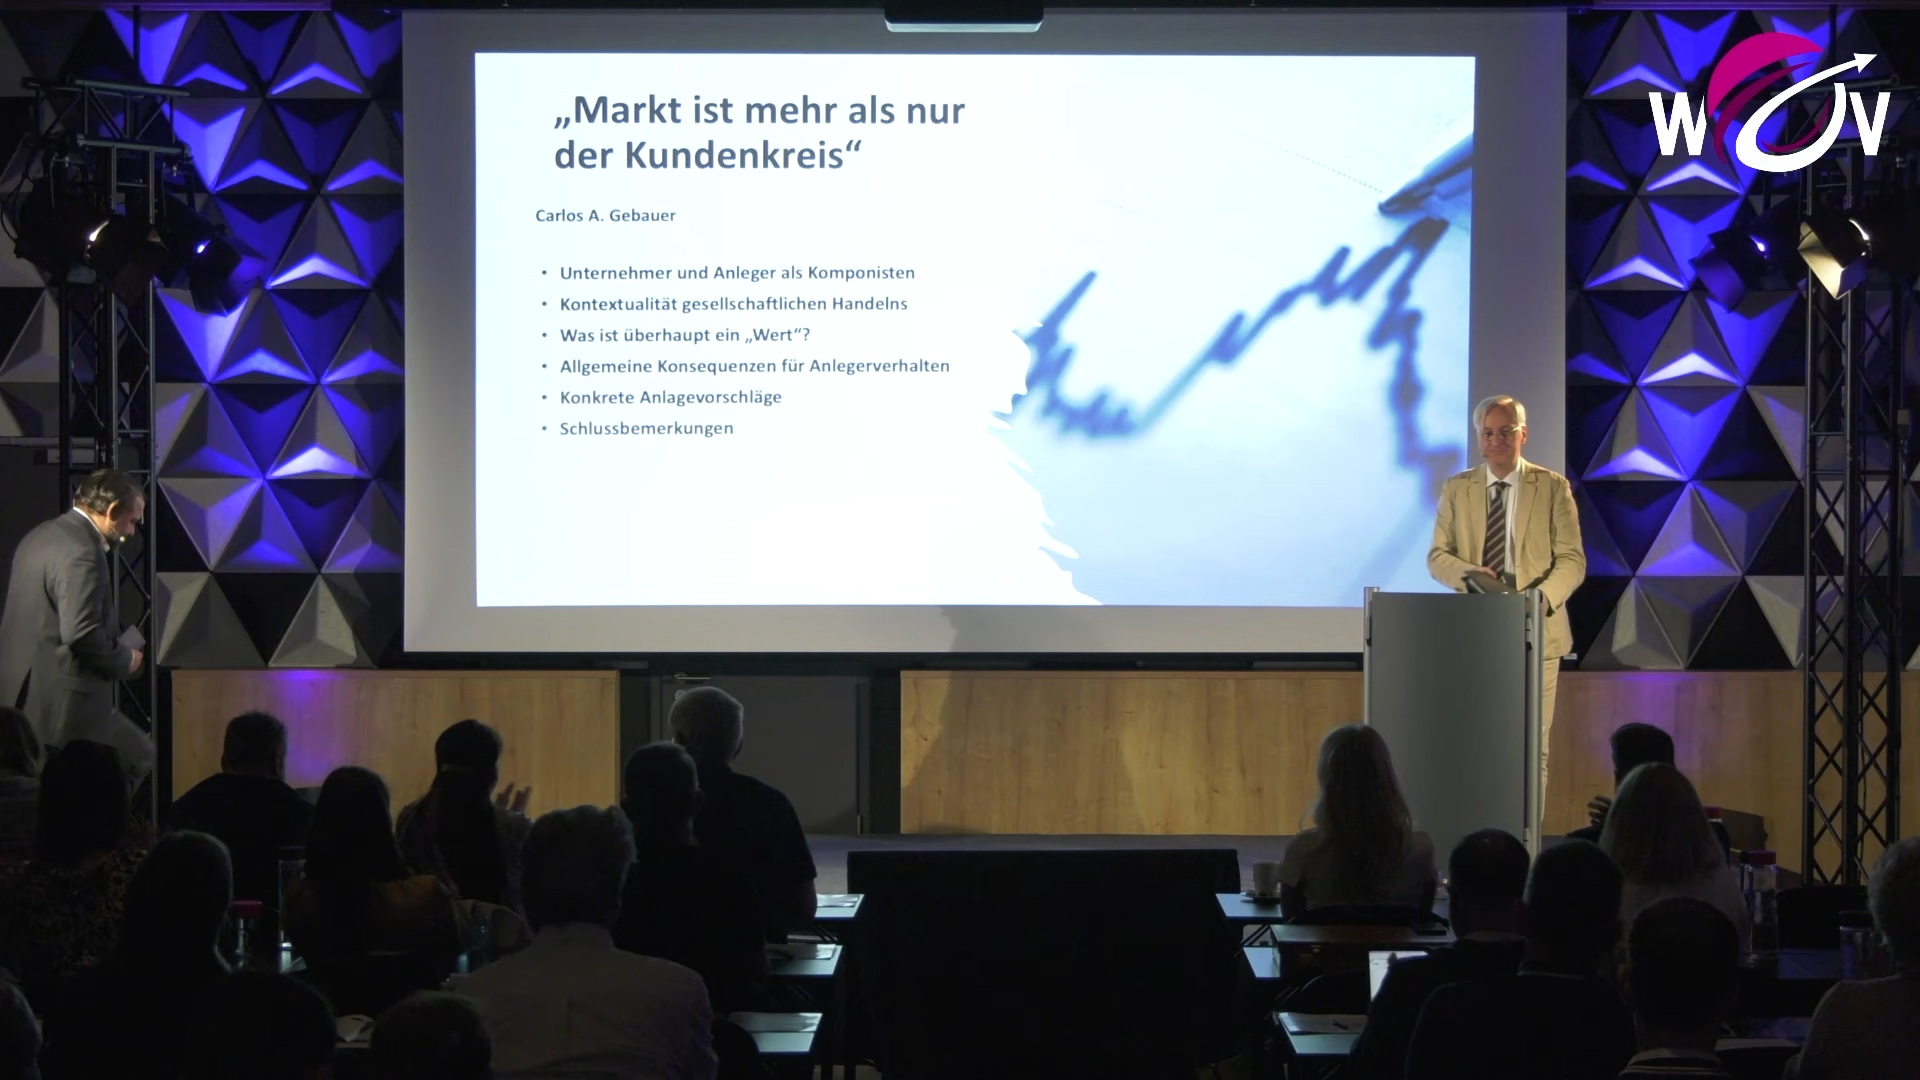 „Markt ist mehr als nur
der Kundenkreis“
Carlos A. Gebauer
• Unternehmer und Anleger als Komponisten
• Kontextualität gesellschaftlichen Handelns
• Was ist überhaupt ein „Wert“?
• Allgemeine Konsequenzen für Anlegerverhalten
• Konkrete Anlagevorschläge
• Schlussbemerkungen
WOV